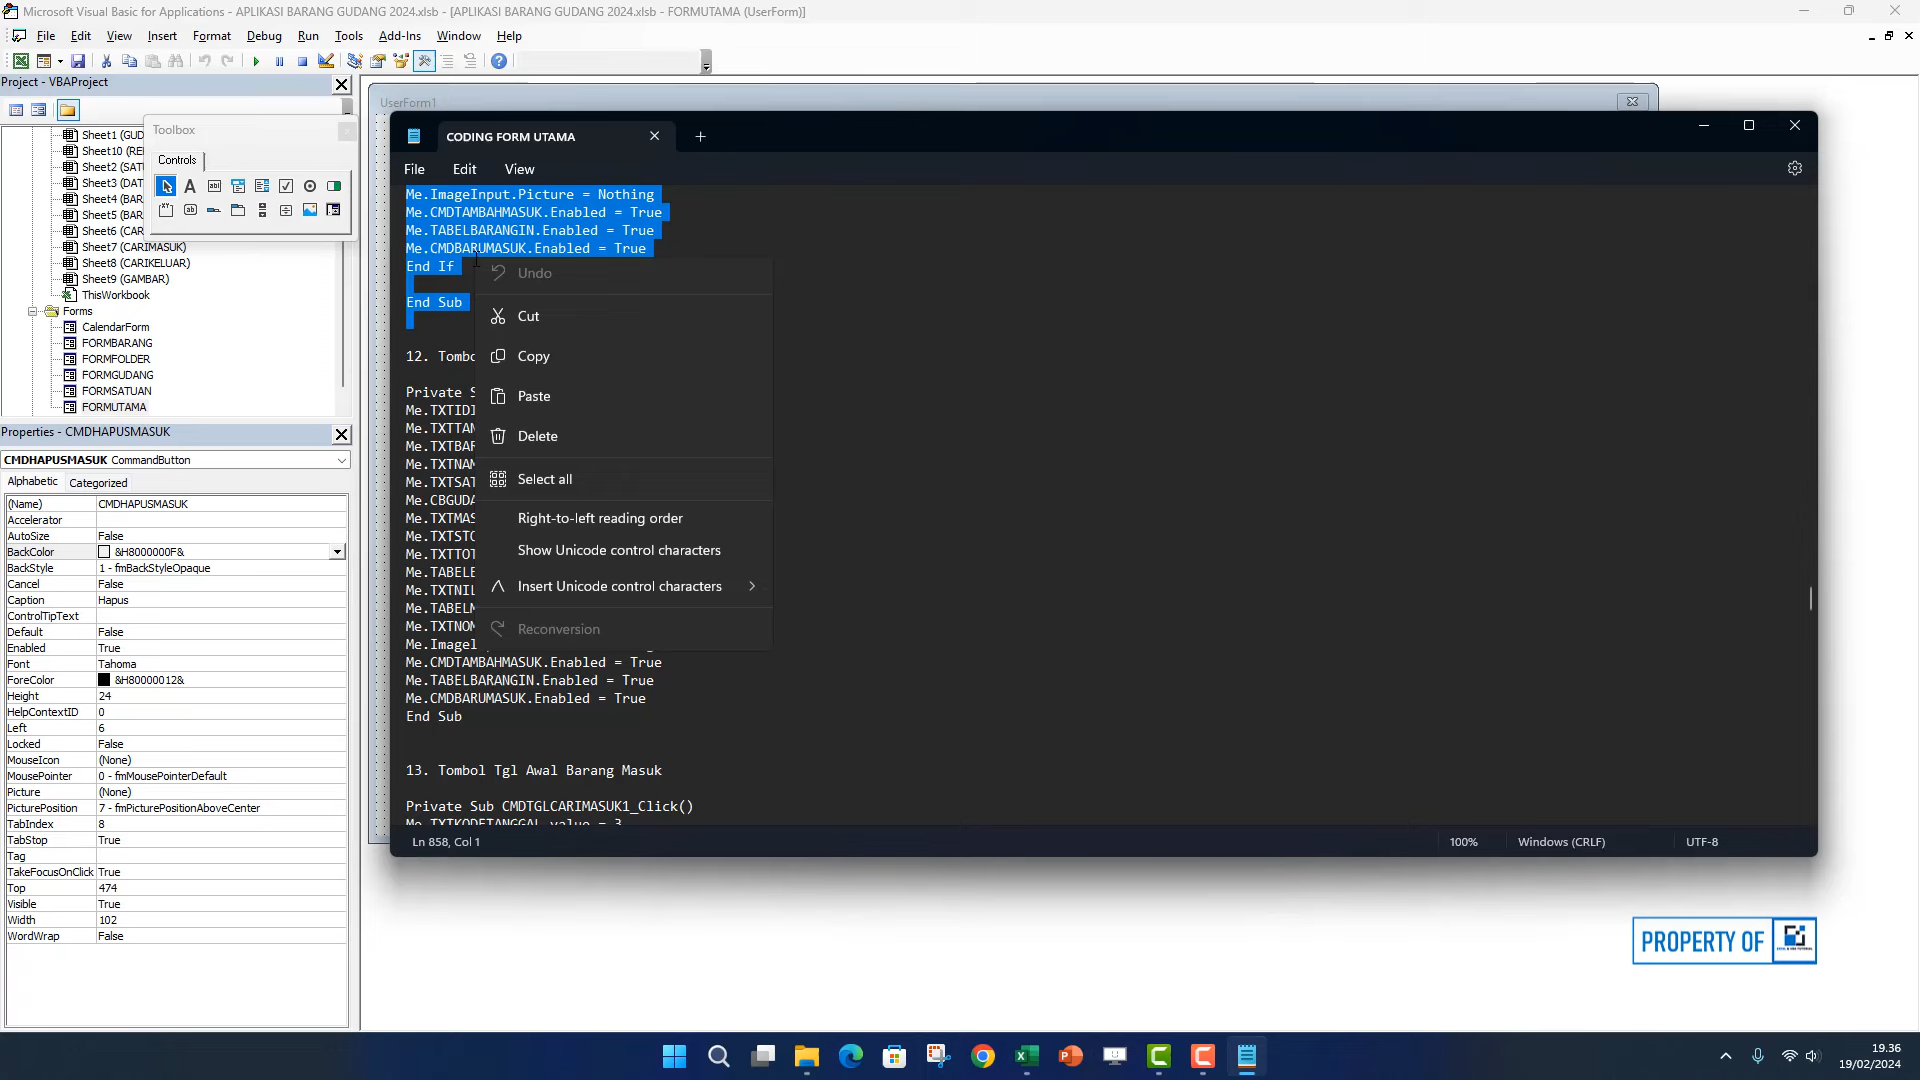 Microsoft Visual Basic for Applications - APLIKASI BARANG GUDANG 2024.xlsb - [APLIKASI BARANG GUDANG 2024.xlsb - FORMUTAMA (UserForm)]
File Edit View Insert Format Debug Run Tools Add-Ins Window Help
Project - VBAProject
Sheet1 (GUD
Sheet10 (RE
Sheet2 (SAT
Sheet3 (DAT
Sheet4 (BAR
Sheet5 (BAR
Sheet6 (CAR
Sheet7 (CARIMASUK)
Sheet8 (CARIKELUAR)
Sheet9 (GAMBAR)
ThisWorkbook
Forms
CalendarForm
FORMBARANG
FORMFOLDER
FORMGUDANG
FORMSATUAN
FORMUTAMA
Toolbox
Controls
Properties - CMDHAPUSMASUK
CMDHAPUSMASUK CommandButton
Alphabetic Categorized
(Name) CMDHAPUSMASUK
Accelerator
AutoSize False
BackColor &H8000000F&
BackStyle 1 - fmBackStyleOpaque
Cancel False
Caption Hapus
ControlTipText
Default False
Enabled True
Font Tahoma
ForeColor &H80000012&
Height 24
HelpContextID 0
Left 6
Locked False
MouseIcon (None)
MousePointer 0 - fmMousePointerDefault
Picture (None)
PicturePosition 7 - fmPicturePositionAboveCenter
TabIndex 8
TabStop True
Tag
TakeFocusOnClick True
Top 474
Visible True
Width 102
WordWrap False
UserForm1
CODING FORM UTAMA
File Edit View
Me.ImageInput.Picture = Nothing
Me.CMDTAMBAHMASUK.Enabled = True
Me.TABELBARANGIN.Enabled = True
Me.CMDBARUMASUK.Enabled = True
End If
End Sub
12. Tombo
Private S
Me.TXTIDI
Me.TXTTAN
Me.TXTBAR
Me.TXTNAM
Me.TXTSAT
Me.CBGUDA
Me.TXTMAS
Me.TXTSTO
Me.TXTTOT
Me.TABELE
Me.TXTNIL
Me.TABELM
Me.TXTNOM
Me.ImageI
Me.CMDTAMBAHMASUK.Enabled = True
Me.TABELBARANGIN.Enabled = True
Me.CMDBARUMASUK.Enabled = True
End Sub
13. Tombol Tgl Awal Barang Masuk
Private Sub CMDTGLCARIMASUK1_Click()
Me.TXTKODETANGGAL.value = 3
Undo
Cut
Copy
Paste
Delete
Select all
Right-to-left reading order
Show Unicode control characters
Insert Unicode control characters
Reconversion
Ln 858, Col 1
100%
Windows (CRLF)
UTF-8
PROPERTY OF
19.36
19/02/2024